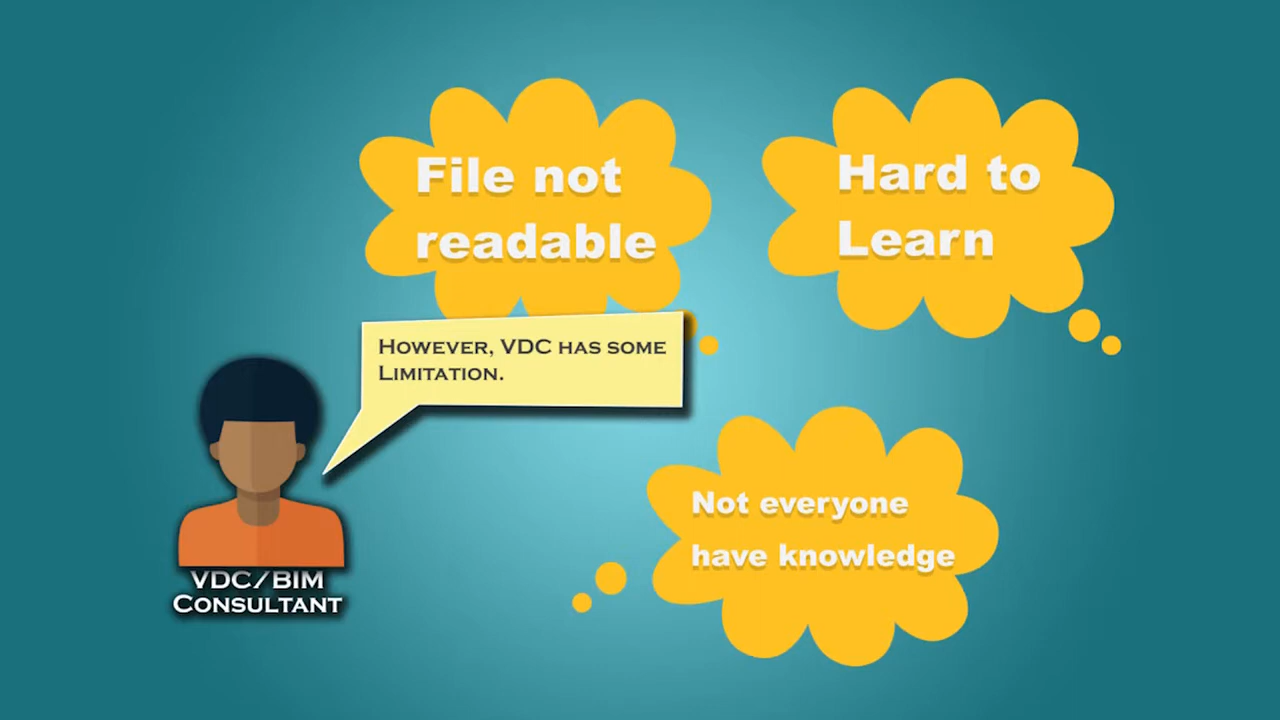 File not
readable
Hard to
Learn
However, VDC has some
Limitation.
Not everyone
have knowledge
VDC/BIM
Consultant